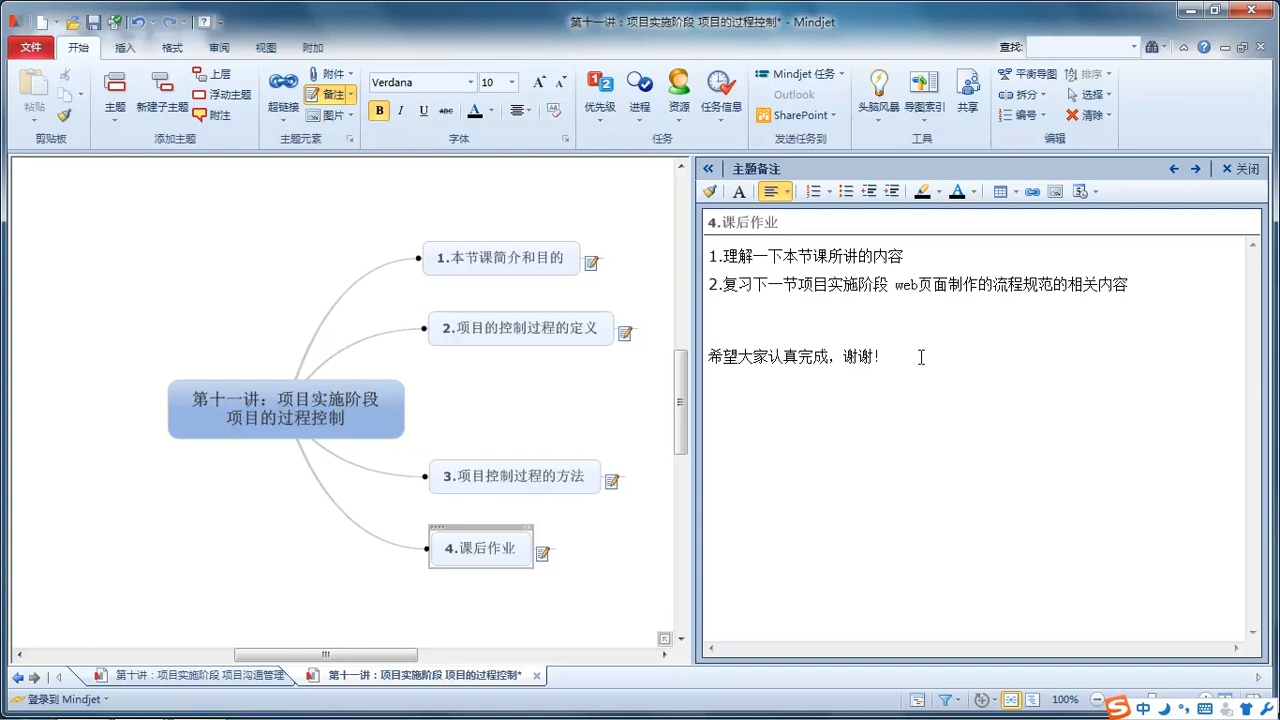 第十一讲：项目实施阶段 项目的过程控制* - Mindjet
文件 开始 插入 格式 审阅 视图 附加 查找:
粘贴 主题 新建子主题 上层 浮动主题 附注 超链接 附件 备注 图片
Verdana 10
B I U abc A
优先级 进程 资源 任务信息 Mindjet 任务 Outlook SharePoint
头脑风暴 导图索引 共享 平衡导图 拆分 编号 排序 选择 清除
剪贴板 添加主题 主题元素 字体 任务 发送任务到 工具 编辑
1.本节课简介和目的
2.项目的控制过程的定义
第十一讲：项目实施阶段
项目的过程控制
3.项目控制过程的方法
4.课后作业
主题备注 关闭
4.课后作业
1.理解一下本节课所讲的内容
2.复习下一节项目实施阶段 web页面制作的流程规范的相关内容
希望大家认真完成，谢谢！
第十讲：项目实施阶段 项目沟通管理 第十一讲：项目实施阶段 项目的过程控制*
登录到 Mindjet 100% 中